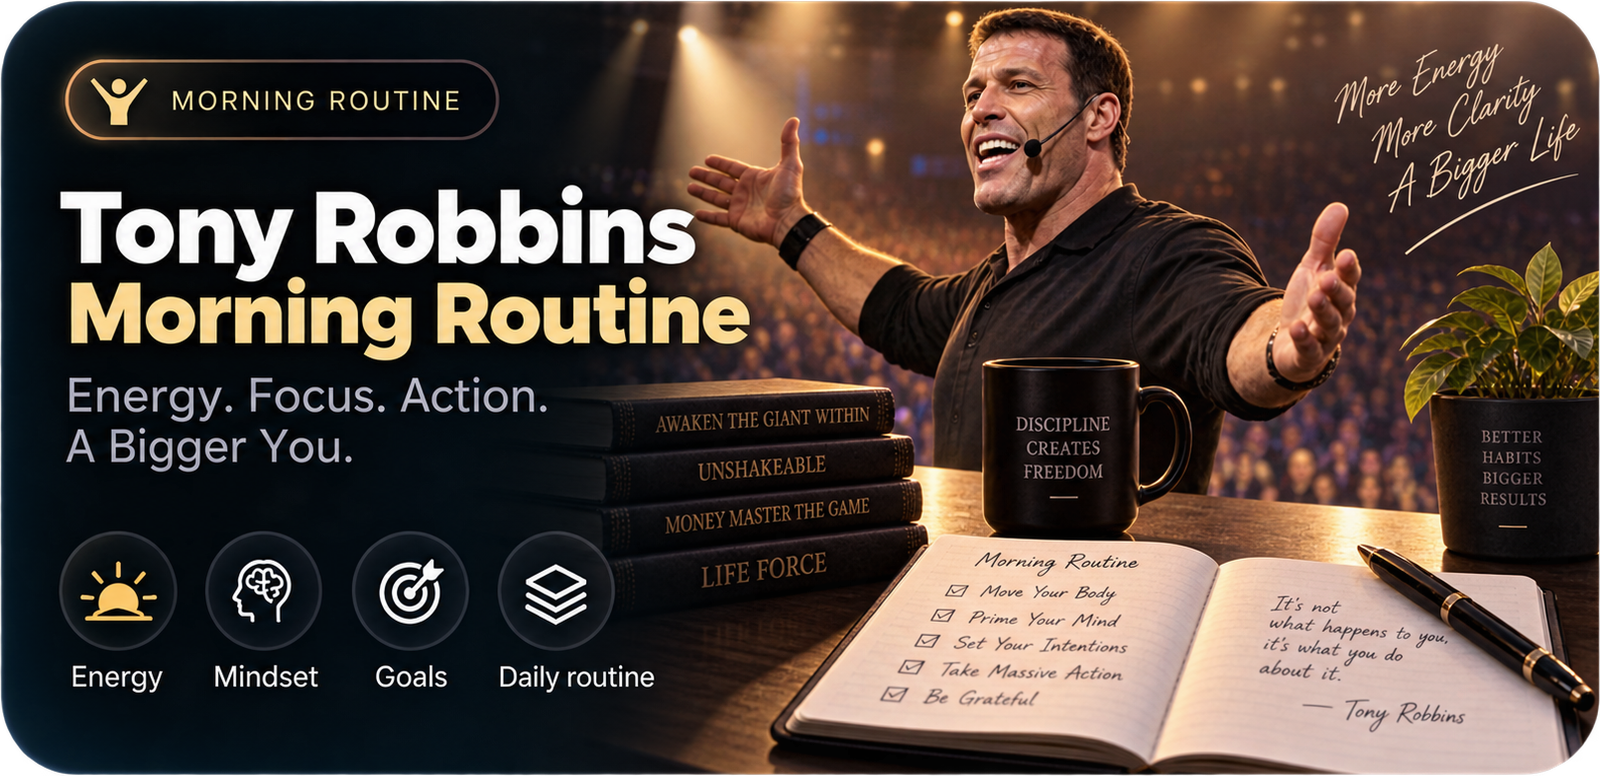 MORNING ROUTINE
Tony Robbins
Morning Routine
Energy. Focus. Action.
A Bigger You.
Energy
Mindset
Goals
Daily routine
More Energy
More Clarity
A Bigger Life
AWAKEN THE GIANT WITHIN
UNSHAKEABLE
MONEY MASTER THE GAME
LIFE FORCE
DISCIPLINE
CREATES
FREEDOM
BETTER
HABITS
BIGGER
RESULTS
Morning Routine
Move Your Body
Prime Your Mind
Set Your Intentions
Take Massive Action
Be Grateful
It's not
what happens to you,
it's what you do
about it.
— Tony Robbins